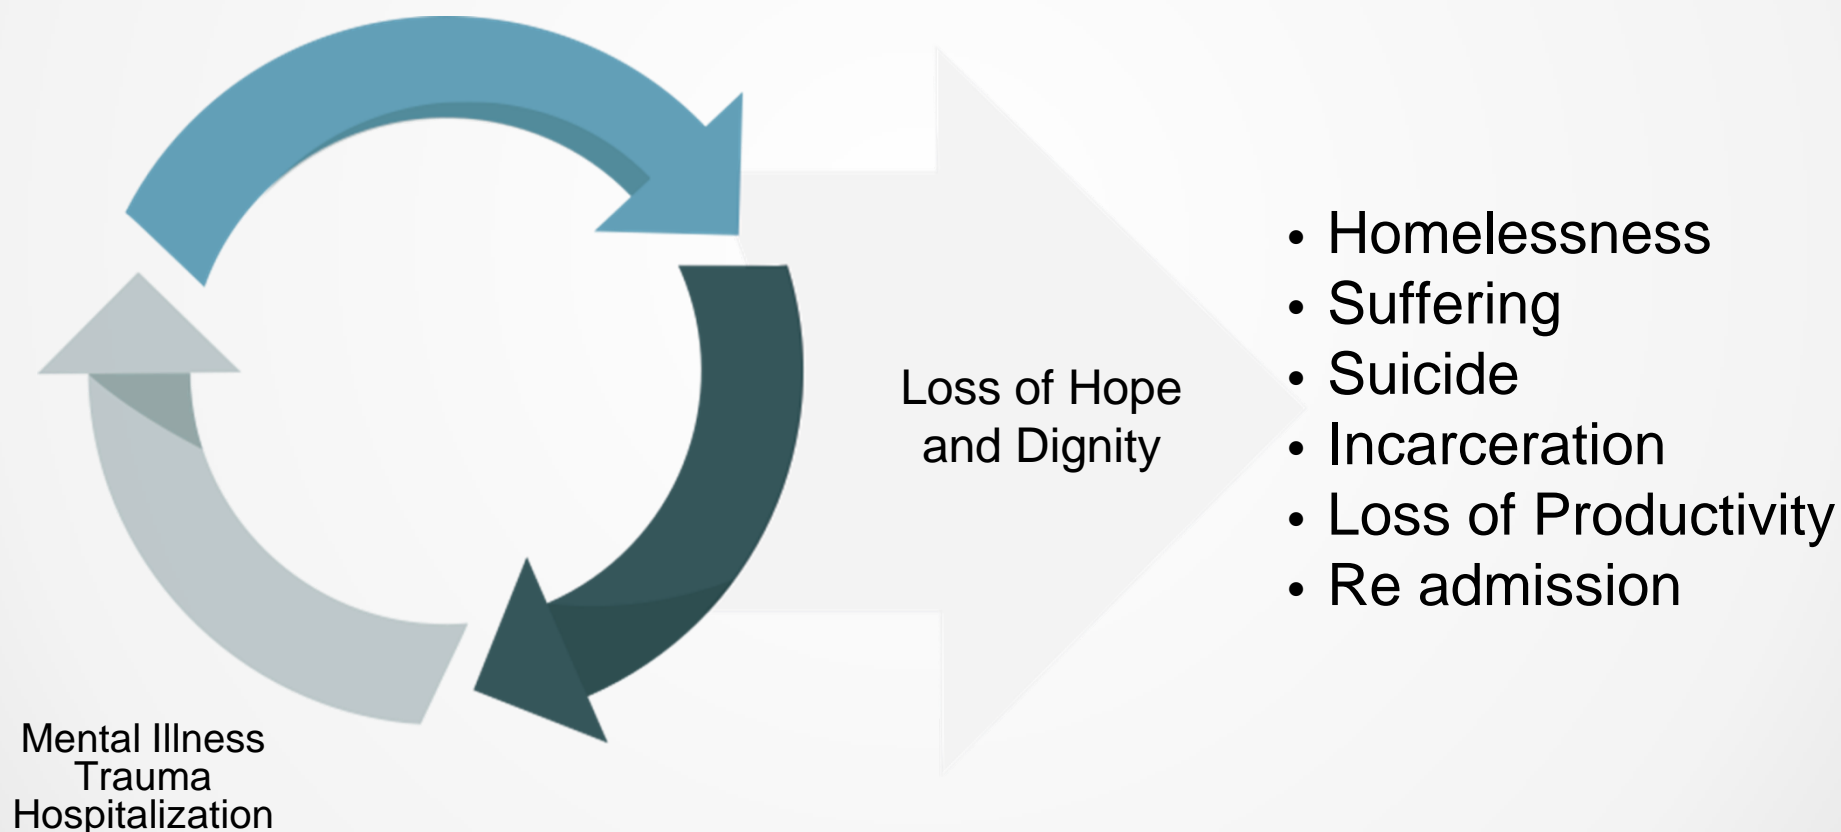 Mental Illness
Trauma
Hospitalization
Loss of Hope
and Dignity
• Homelessness
• Suffering
• Suicide
• Incarceration
• Loss of Productivity
• Re admission